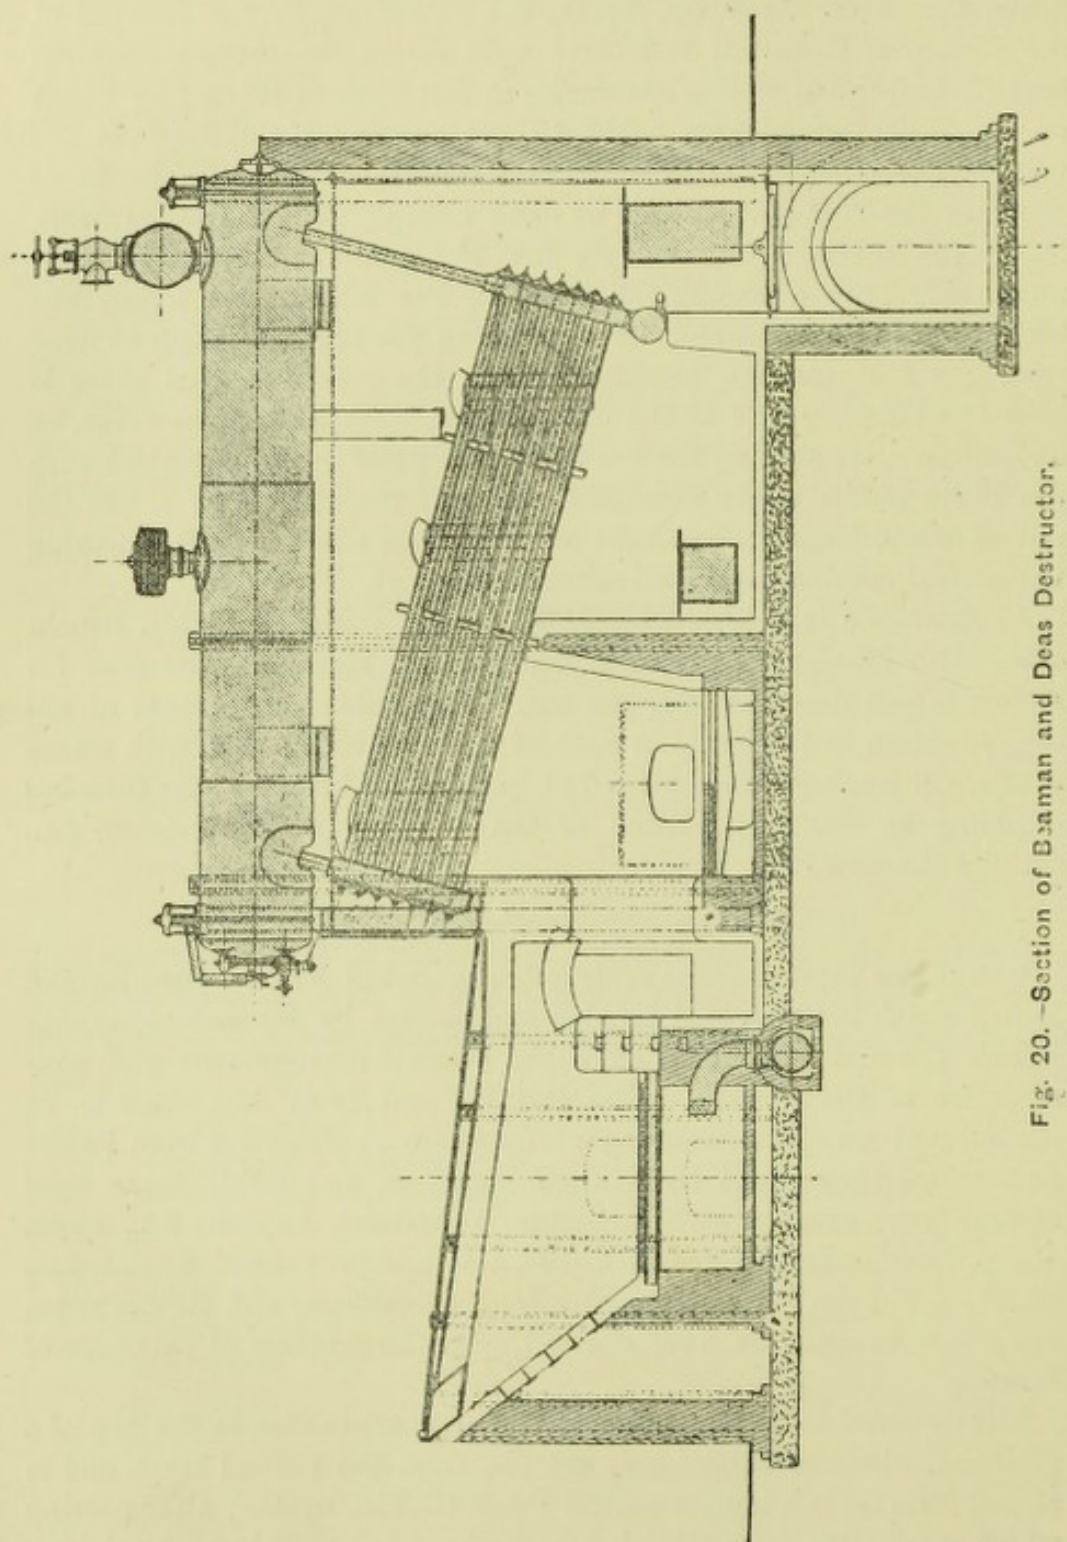 Fig. 20. —Section of Beaman and Deas Destructor.